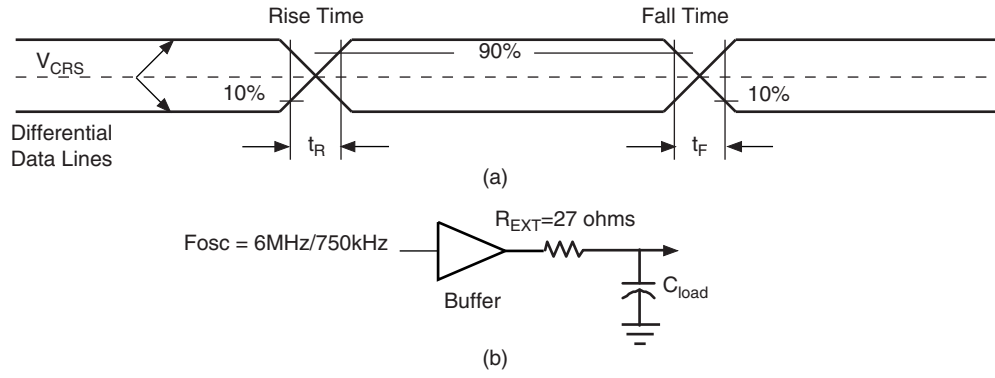 Rise Time
Fall Time
V_CRS
90%
10%
10%
Differential
Data Lines
t_R
t_F
(a)
R_EXT=27 ohms
Fosc = 6MHz/750kHz
Buffer
C_load
(b)